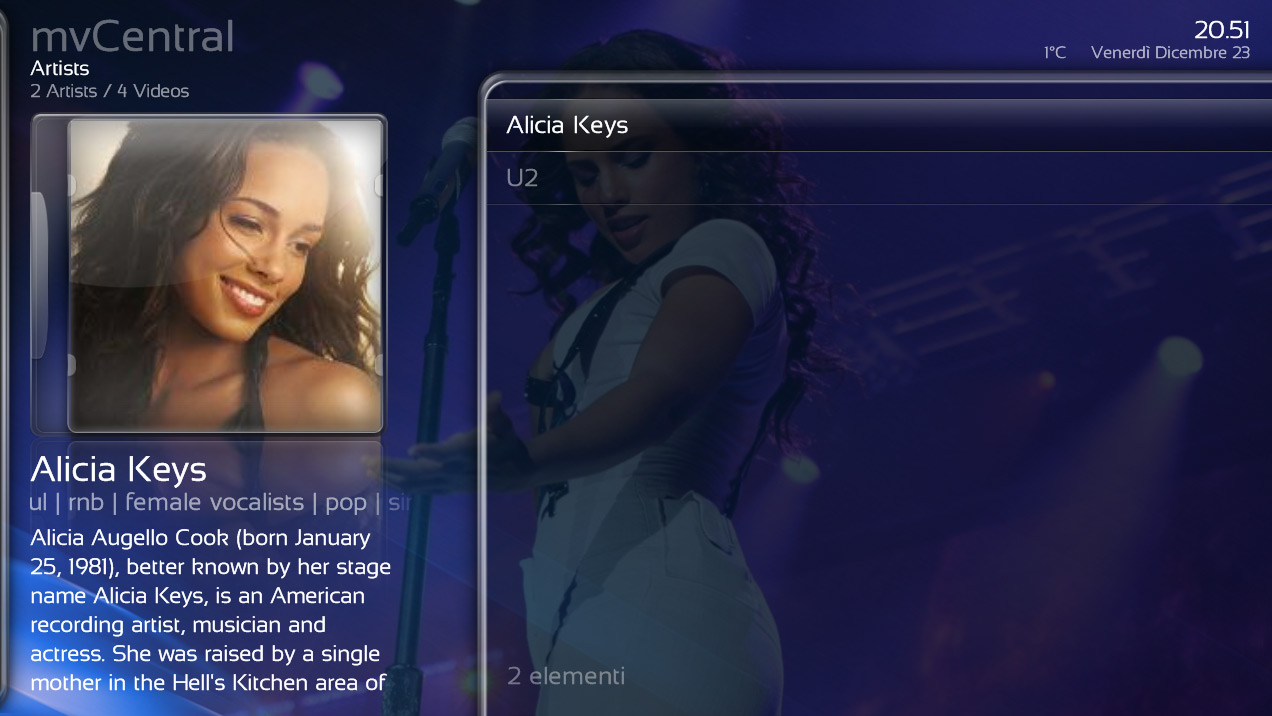 mvCentral
Artists
2 Artists / 4 Videos
20.51
1°C Venerdì Dicembre 23
Alicia Keys
U2
Alicia Keys
ul | rnb | female vocalists | pop |
Alicia Augello Cook (born January
25, 1981), better known by her stage
name Alicia Keys, is an American
recording artist, musician and
actress. She was raised by a single
mother in the Hell's Kitchen area of
2 elementi